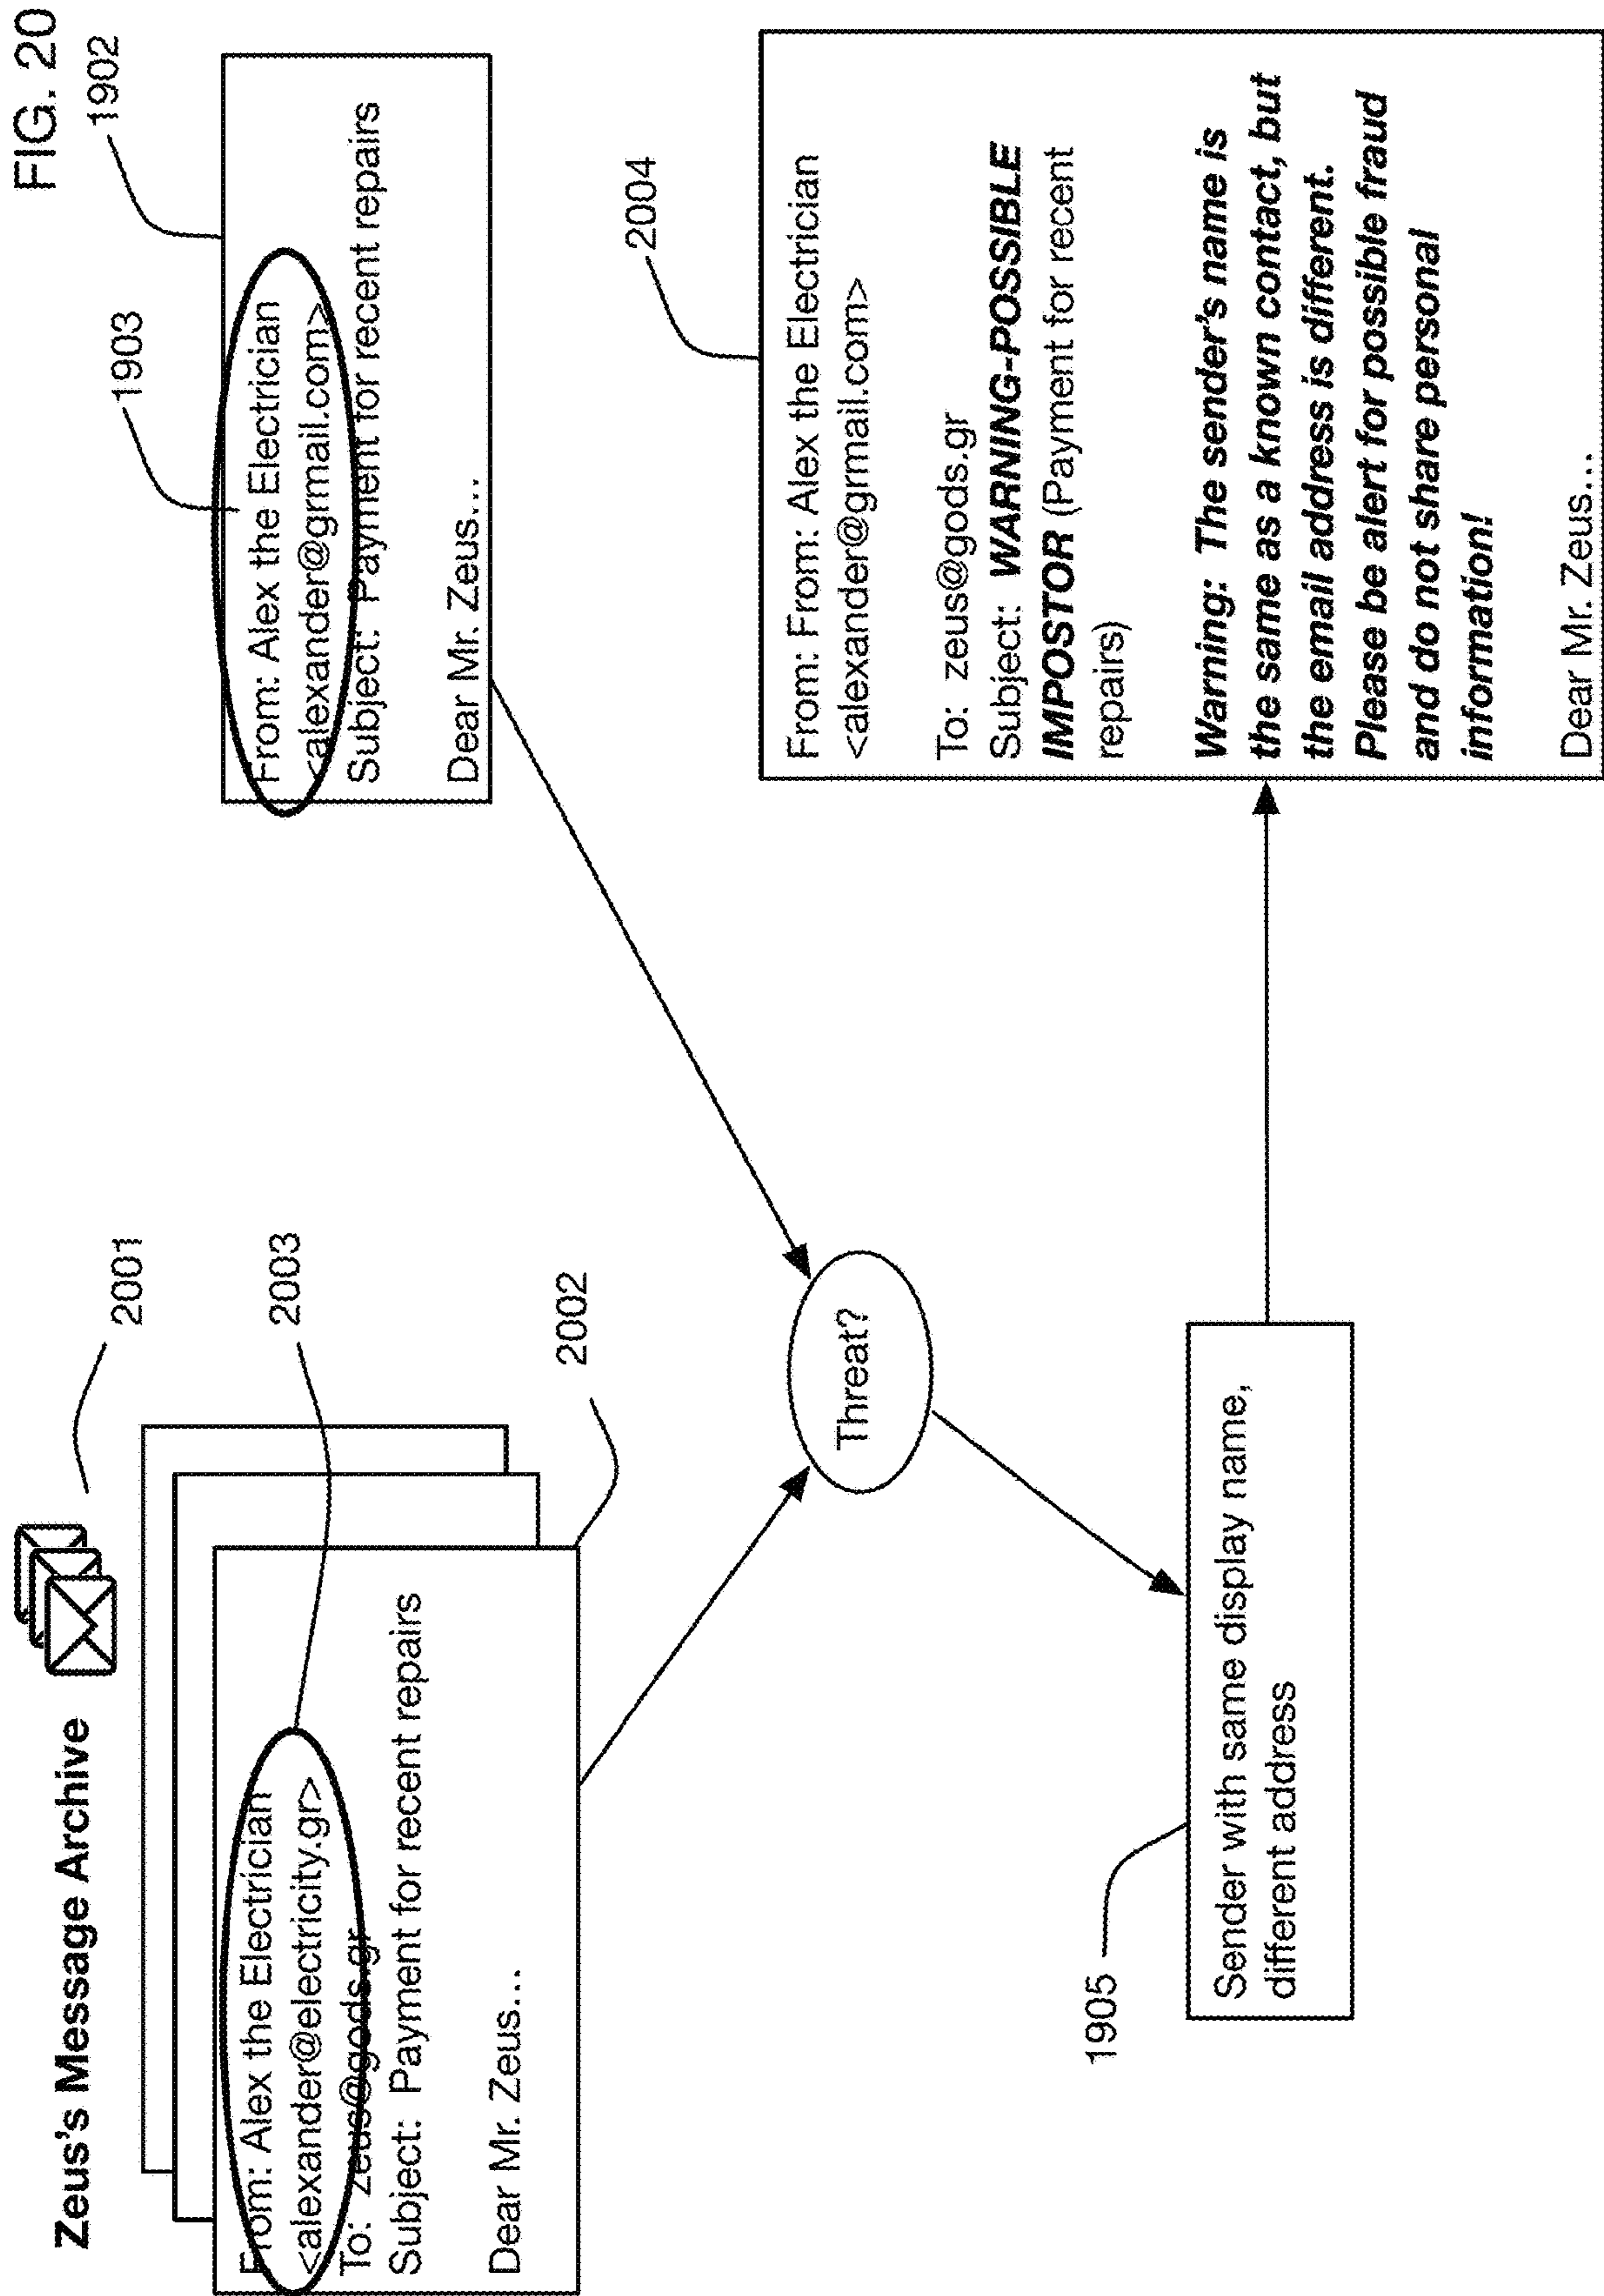 FIG. 20
Zeus's Message Archive
2001
From: Alex the Electrician
<alexander@electricity.gr>
To: zeus@gods.gr
Subject: Payment for recent repairs
Dear Mr. Zeus...
2003
2002
1903
1902
From: Alex the Electrician
<alexander@grmail.com>
Subject: Payment for recent repairs
Dear Mr. Zeus...
Threat?
1905
Sender with same display name,
different address
2004
From: From: Alex the Electrician
<alexander@grmail.com>
To: zeus@gods.gr
Subject: WARNING-POSSIBLE
IMPOSTOR (Payment for recent
repairs)
Warning: The sender's name is
the same as a known contact, but
the email address is different.
Please be alert for possible fraud
and do not share personal
information!
Dear Mr. Zeus...